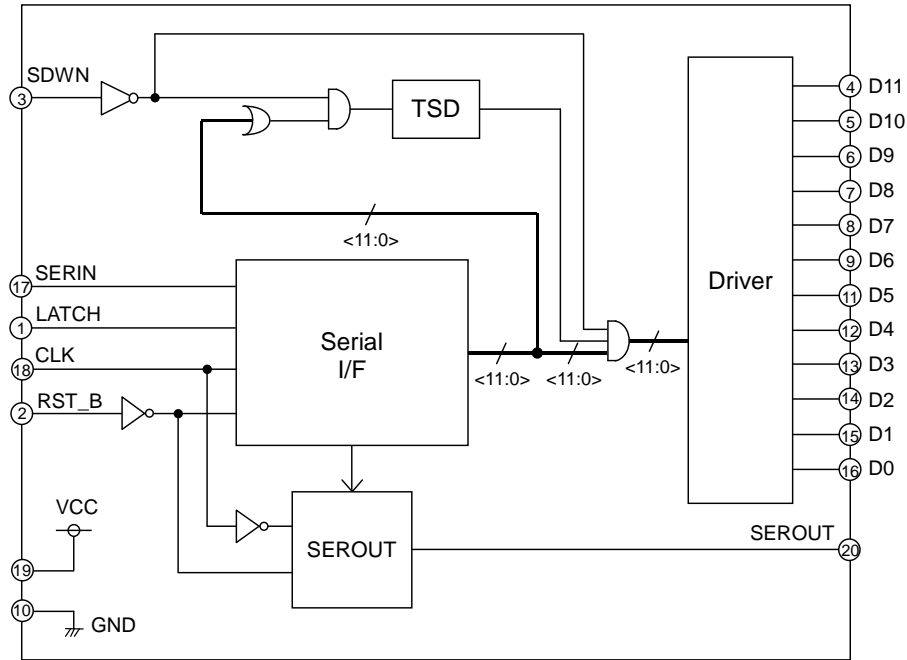 SDWN
3
TSD
4 D11
5 D10
6 D9
7 D8
8 D7
9 D6
11 D5
12 D4
13 D3
14 D2
15 D1
16 D0
Driver
<11:0>
SERIN
17
LATCH
1
CLK
18
RST_B
2
Serial
I/F
<11:0>
<11:0>
<11:0>
VCC
19
10
GND
SEROUT
SEROUT
20